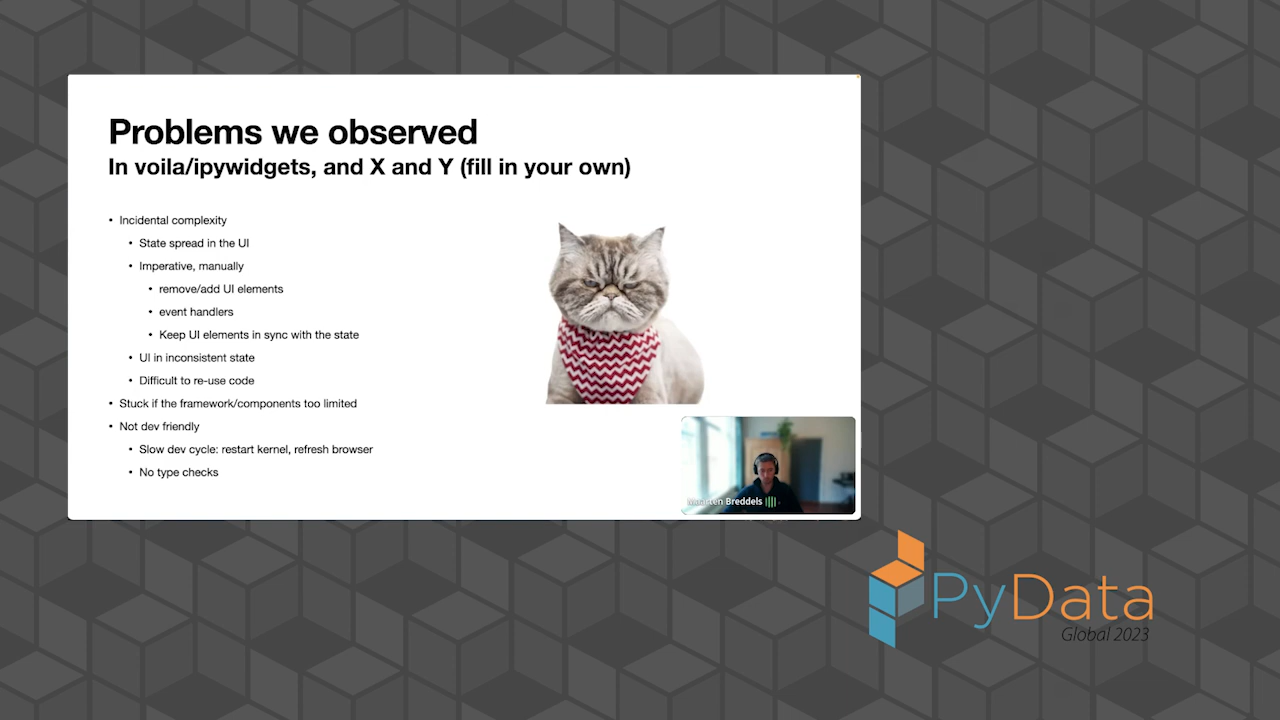 Problems we observed
In voila/ipywidgets, and X and Y (fill in your own)
• Incidental complexity
• State spread in the UI
• Imperative, manually
• remove/add UI elements
• event handlers
• Keep UI elements in sync with the state
• UI in inconsistent state
• Difficult to re-use code
• Stuck if the framework/components too limited
• Not dev friendly
• Slow dev cycle: restart kernel, refresh browser
• No type checks
Maarten Breddels
PyData
Global 2023